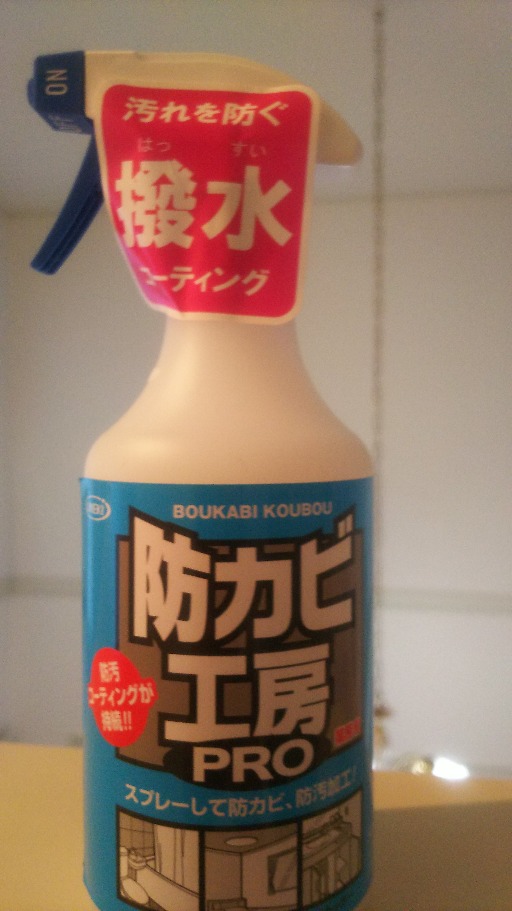 ON
汚れを防ぐ
はっ すい
撥水
コーティング
BOUKABI KOUBOU
防カビ
工房
PRO
防汚
コーティングが
持続!!
スプレーして防カビ、防汚加工!